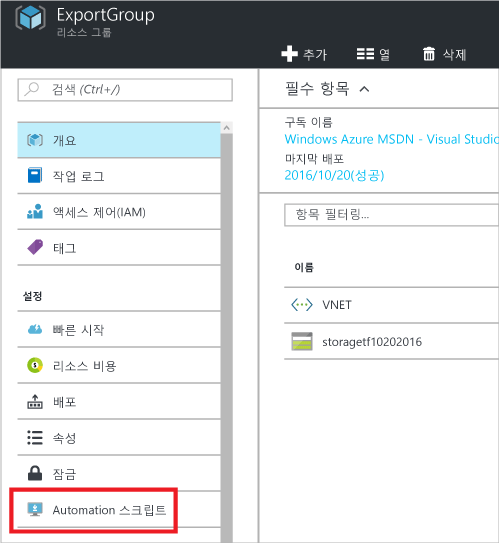 ExportGroup
리소스 그룹
추가 열 삭제
검색 (Ctrl+/)
개요
작업 로그
액세스 제어(IAM)
태그
설정
빠른 시작
리소스 비용
배포
속성
잠금
Automation 스크립트
필수 항목
구독 이름
Windows Azure MSDN - Visual Studio
마지막 배포
2016/10/20(성공)
항목 필터링...
이름
VNET
storagetf10202016